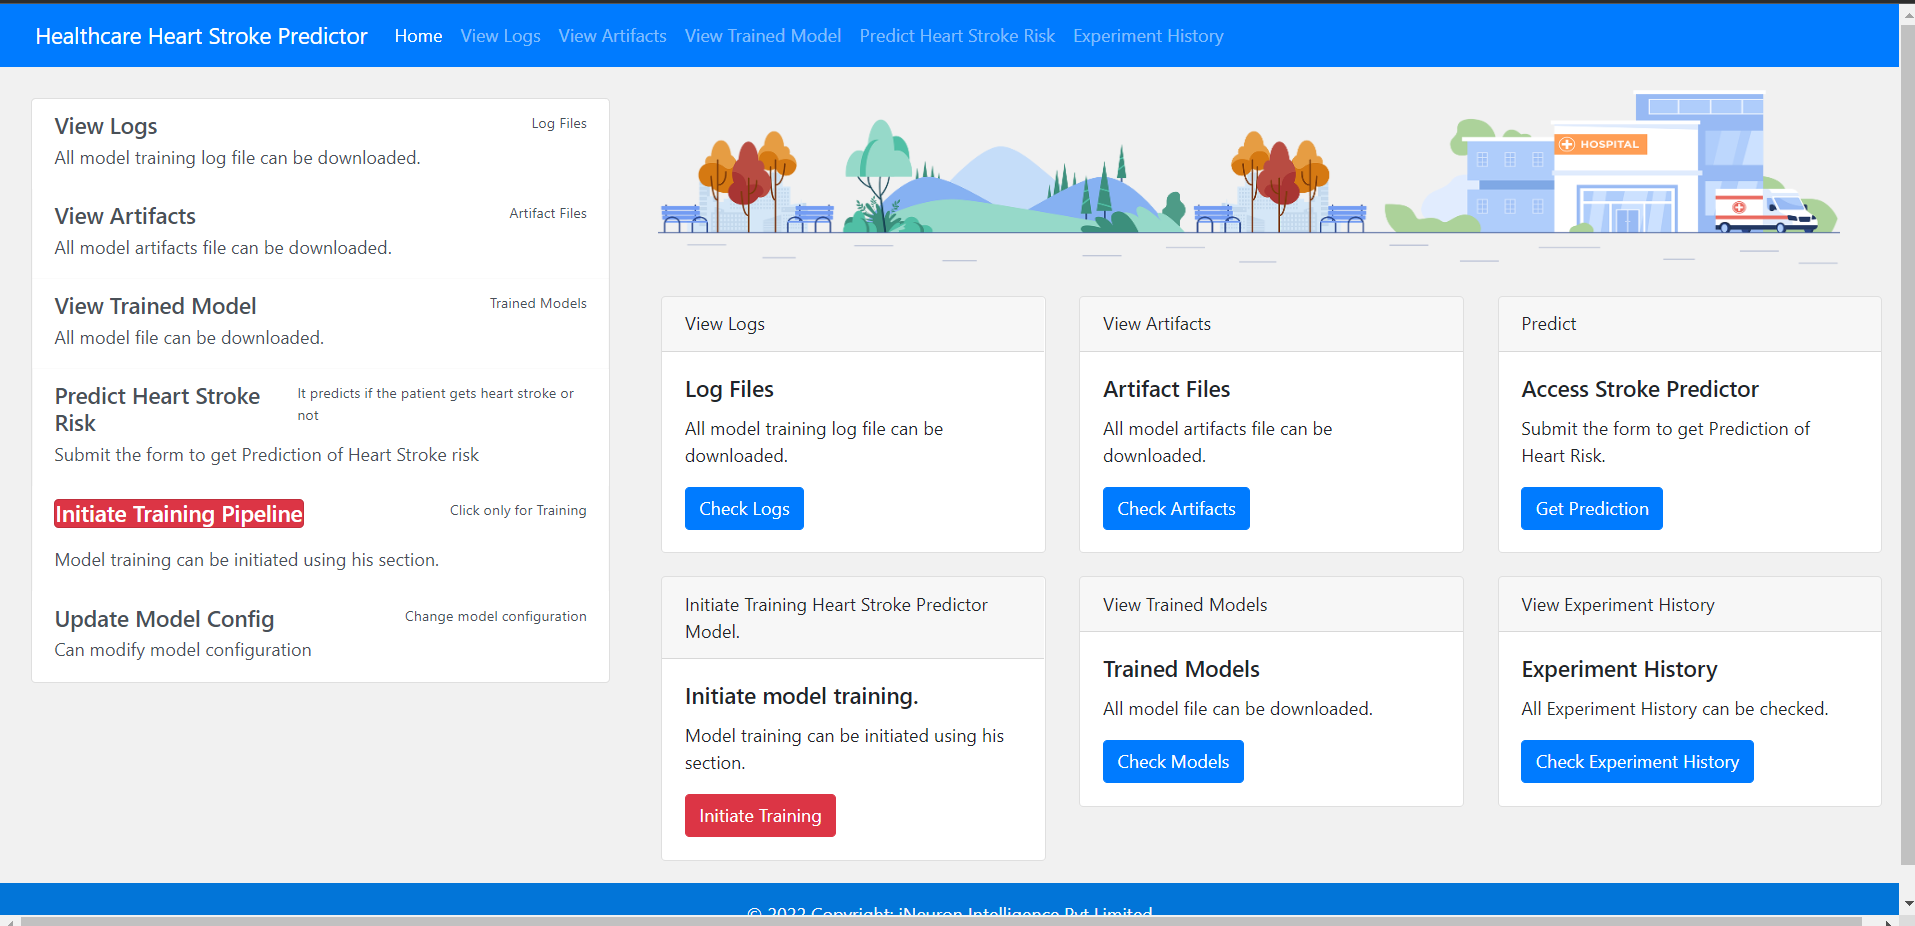 Healthcare Heart Stroke Predictor Home View Logs View Artifacts View Trained Model Predict Heart Stroke Risk Experiment History
View Logs
Log Files
All model training log file can be downloaded.
View Artifacts
Artifact Files
All model artifacts file can be downloaded.
View Trained Model
Trained Models
All model file can be downloaded.
Predict Heart Stroke
Risk
It predicts if the patient gets heart stroke or
not
Submit the form to get Prediction of Heart Stroke risk
Initiate Training Pipeline
Click only for Training
Model training can be initiated using his section.
Update Model Config
Change model configuration
Can modify model configuration
HOSPITAL
View Logs
Log Files
All model training log file can be
downloaded.
Check Logs
View Artifacts
Artifact Files
All model artifacts file can be
downloaded.
Check Artifacts
Predict
Access Stroke Predictor
Submit the form to get Prediction of
Heart Risk.
Get Prediction
Initiate Training Heart Stroke Predictor
Model.
Initiate model training.
Model training can be initiated using his
section.
Initiate Training
View Trained Models
Trained Models
All model file can be downloaded.
Check Models
View Experiment History
Experiment History
All Experiment History can be checked.
Check Experiment History
© 2022 Copyright: iNeuron Intelligence Pvt Limited